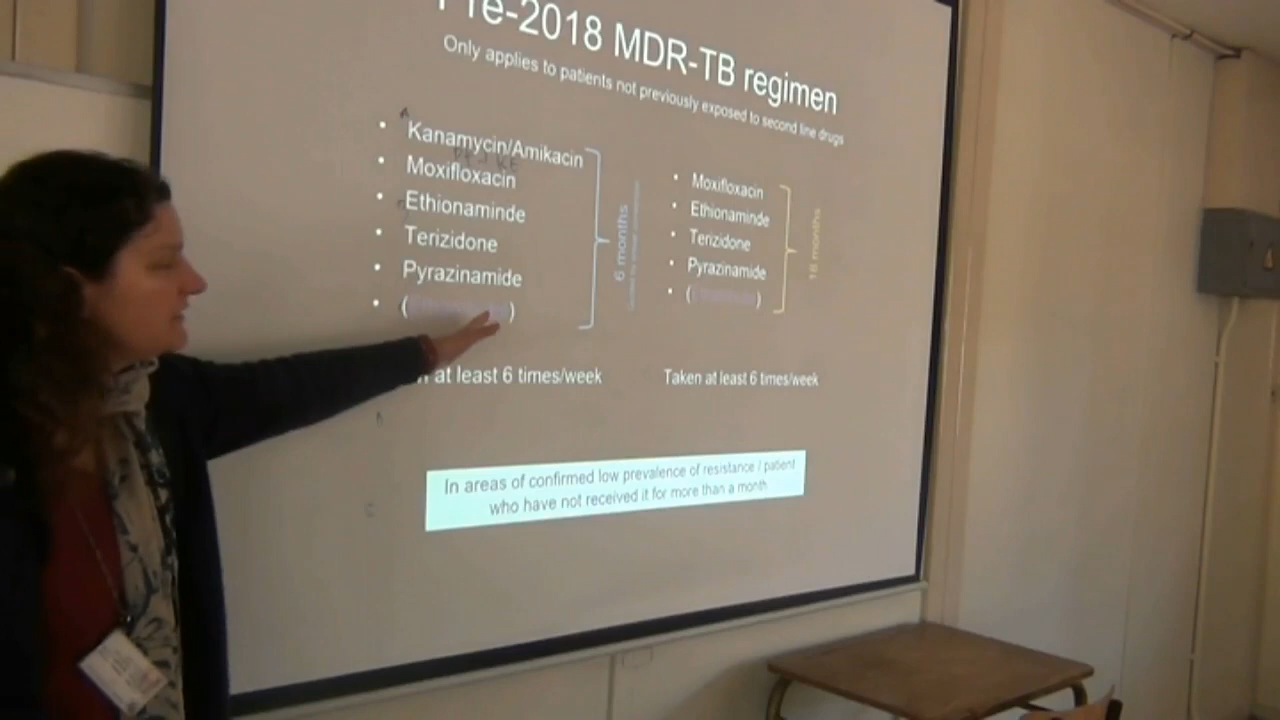 Pre-2018 MDR-TB regimen
Only applies to patients not previously exposed to second line drugs
• Kanamycin/Amikacin
• Moxifloxacin
• Ethionaminde
• Terizidone
• Pyrazinamide
• ( )
6 months
at least 6 times/week
• Moxifloxacin
• Ethionaminde
• Terizidone
• Pyrazinamide
• ( )
18 months
Taken at least 6 times/week
In areas of confirmed low prevalence of resistance / patient
who have not received it for more than a month